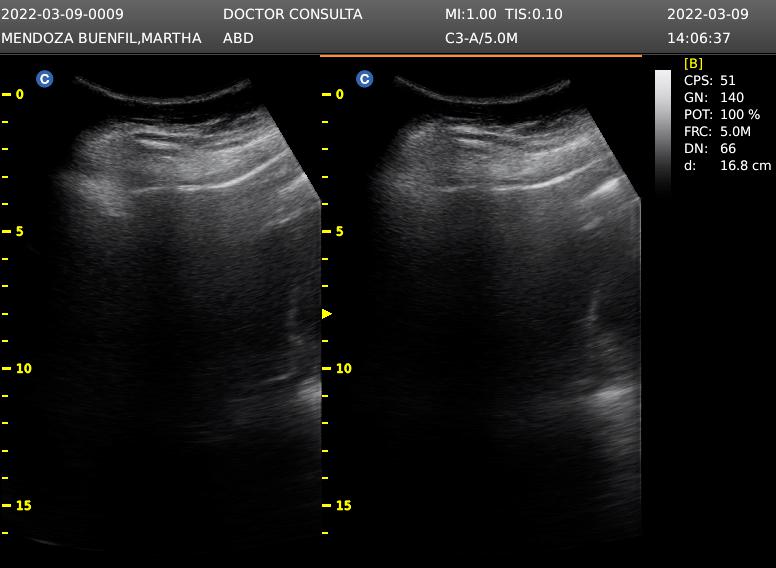 2022-03-09-0009 DOCTOR CONSULTA MI:1.00 TIS:0.10 2022-03-09
MENDOZA BUENFIL,MARTHA ABD C3-A/5.0M 14:06:37
[B]
CPS: 51
GN: 140
POT: 100 %
FRC: 5.0M
DN: 66
d: 16.8 cm
C C
0 0
5 5
10 10
15 15